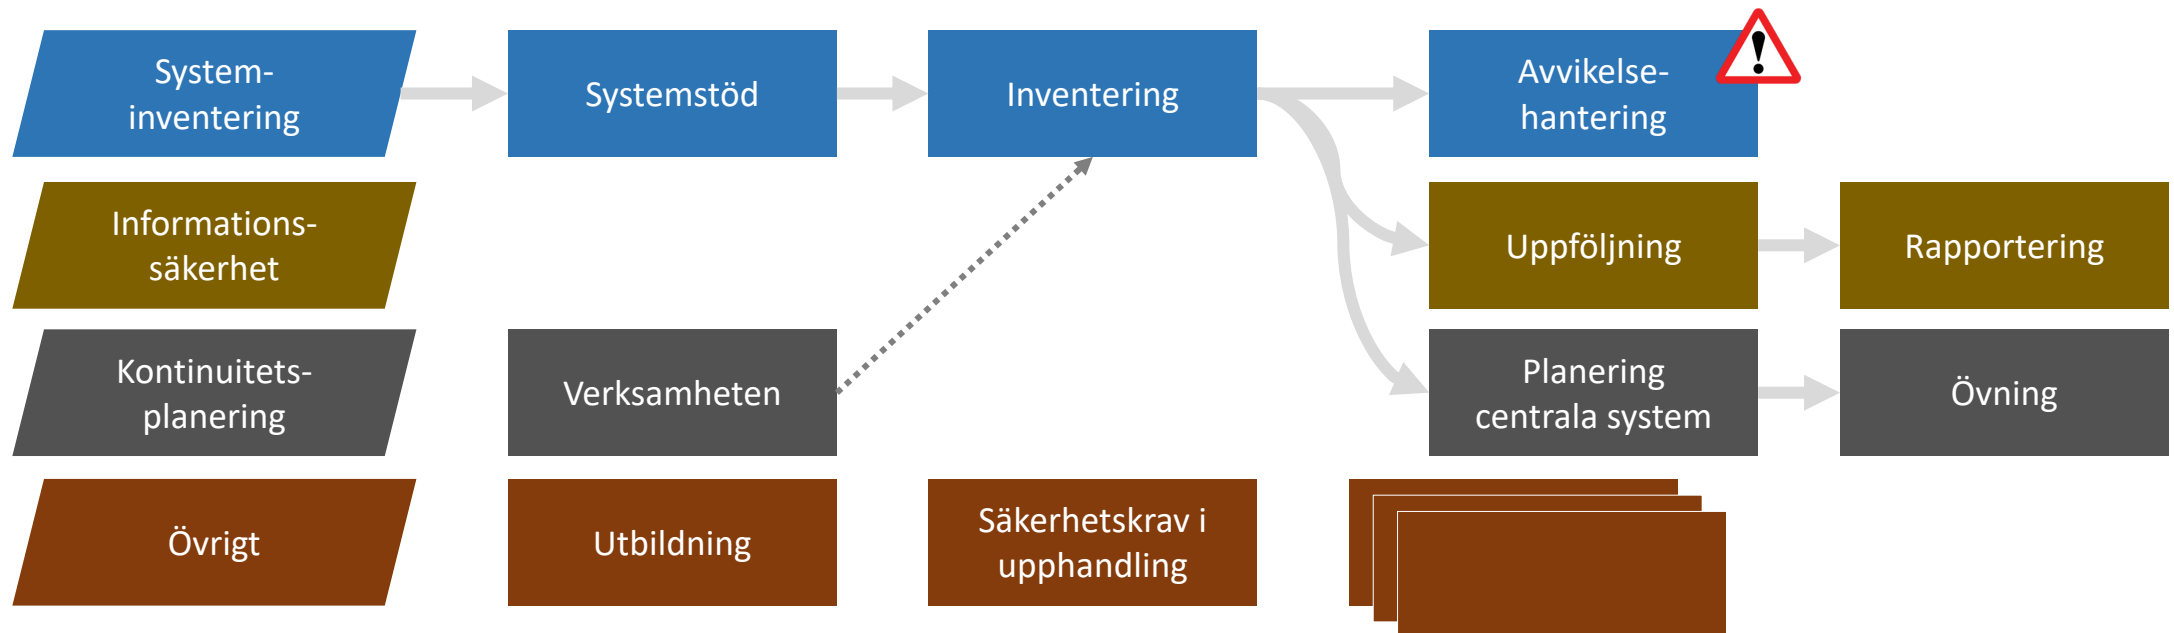 System-
inventering
Systemstöd
Inventering
Avvikelse-
hantering
Informations-
säkerhet
Uppföljning
Rapportering
Kontinuitets-
planering
Verksamheten
Planering
centrala system
Övning
Övrigt
Utbildning
Säkerhetskrav i
upphandling